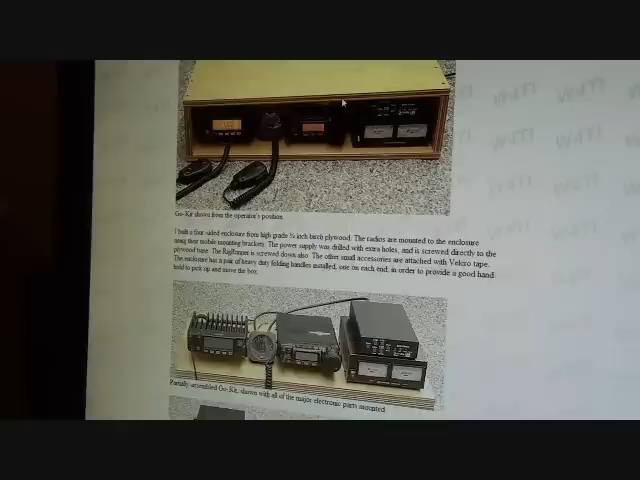 Go-Kit shown from the operator's position.
I built a four-sided enclosure from high grade ½ inch birch plywood. The radios are mounted to the enclosure
using their mobile mounting brackets. The power supply was drilled with extra holes, and is screwed directly to the
plywood base. The RigRunner is screwed down also. The other small accessories are attached with Velcro tape.
The enclosure has a pair of heavy duty folding handles installed, one on each end, in order to provide a good hand
hold to pick up and move the box.
Partially assembled Go-Kit, shown with all of the major electronic parts mounted.